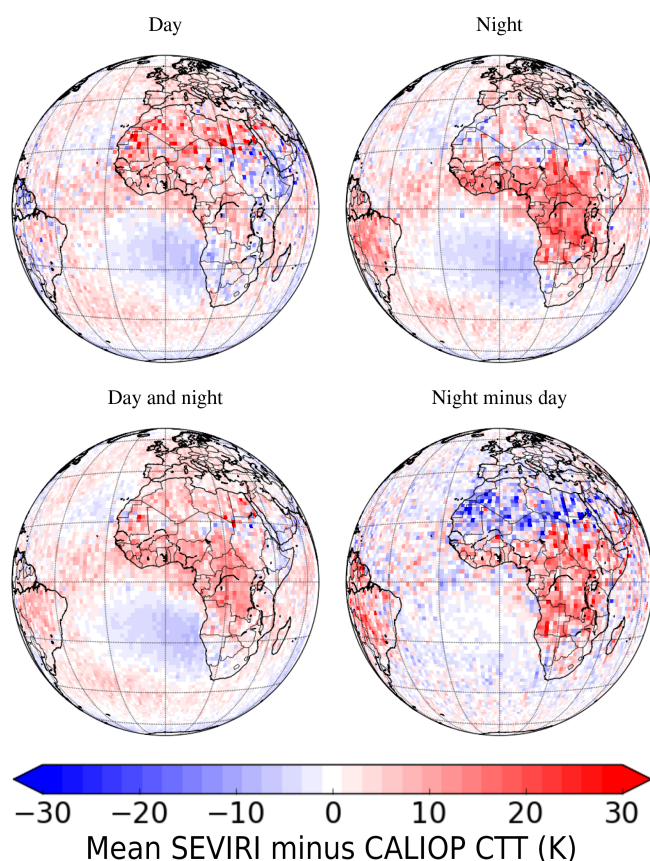 Day
Night
Day and night
Night minus day
−30 −20 −10 0 10 20 30
Mean SEVIRI minus CALIOP CTT (K)